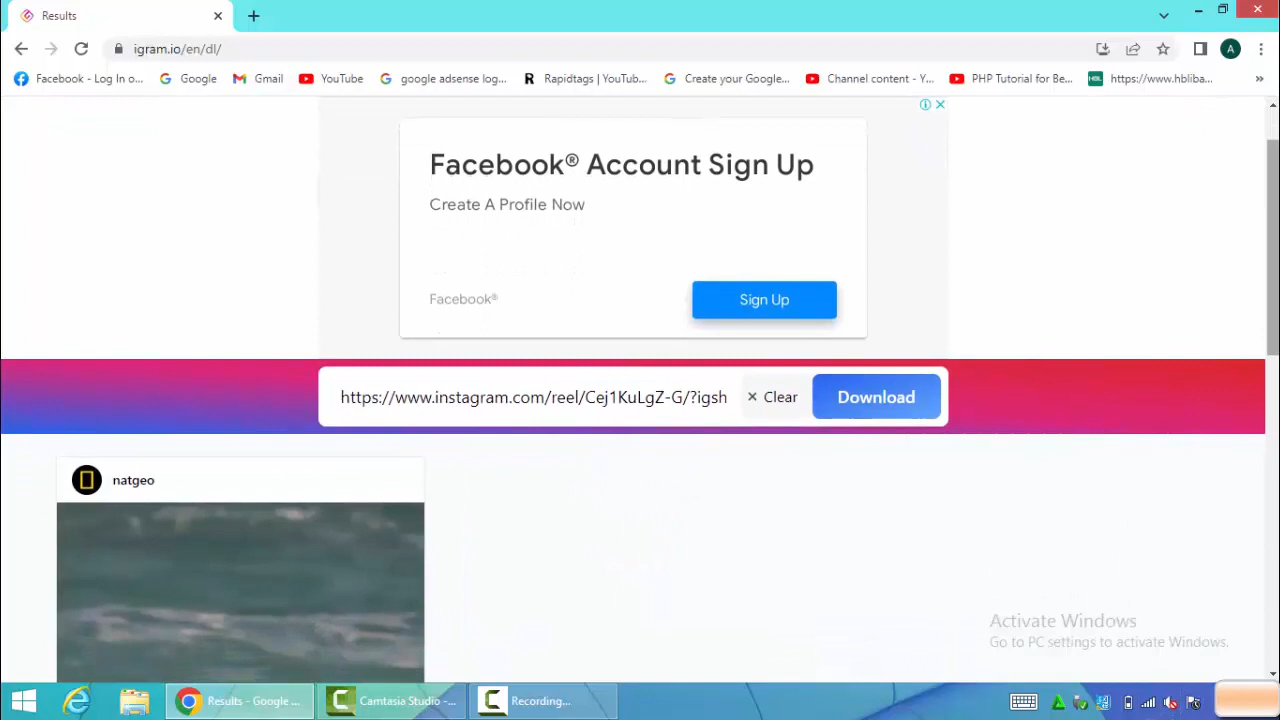 Results
igram.io/en/dl/
A
Facebook - Log In o...
Google
Gmail
YouTube
google adsense log...
R
Rapidtags | YouTub...
Create your Google...
Channel content - Y...
PHP Tutorial for Be...
HBL
https://www.hbliba...
»
Facebook® Account Sign Up
Create A Profile Now
Facebook®
Sign Up
https://www.instagram.com/reel/Cej1KuLgZ-G/?igsh
× Clear
Download
natgeo
Activate Windows
Go to PC settings to activate Windows.
Results - Google ...
Camtasia Studio -...
Recording...